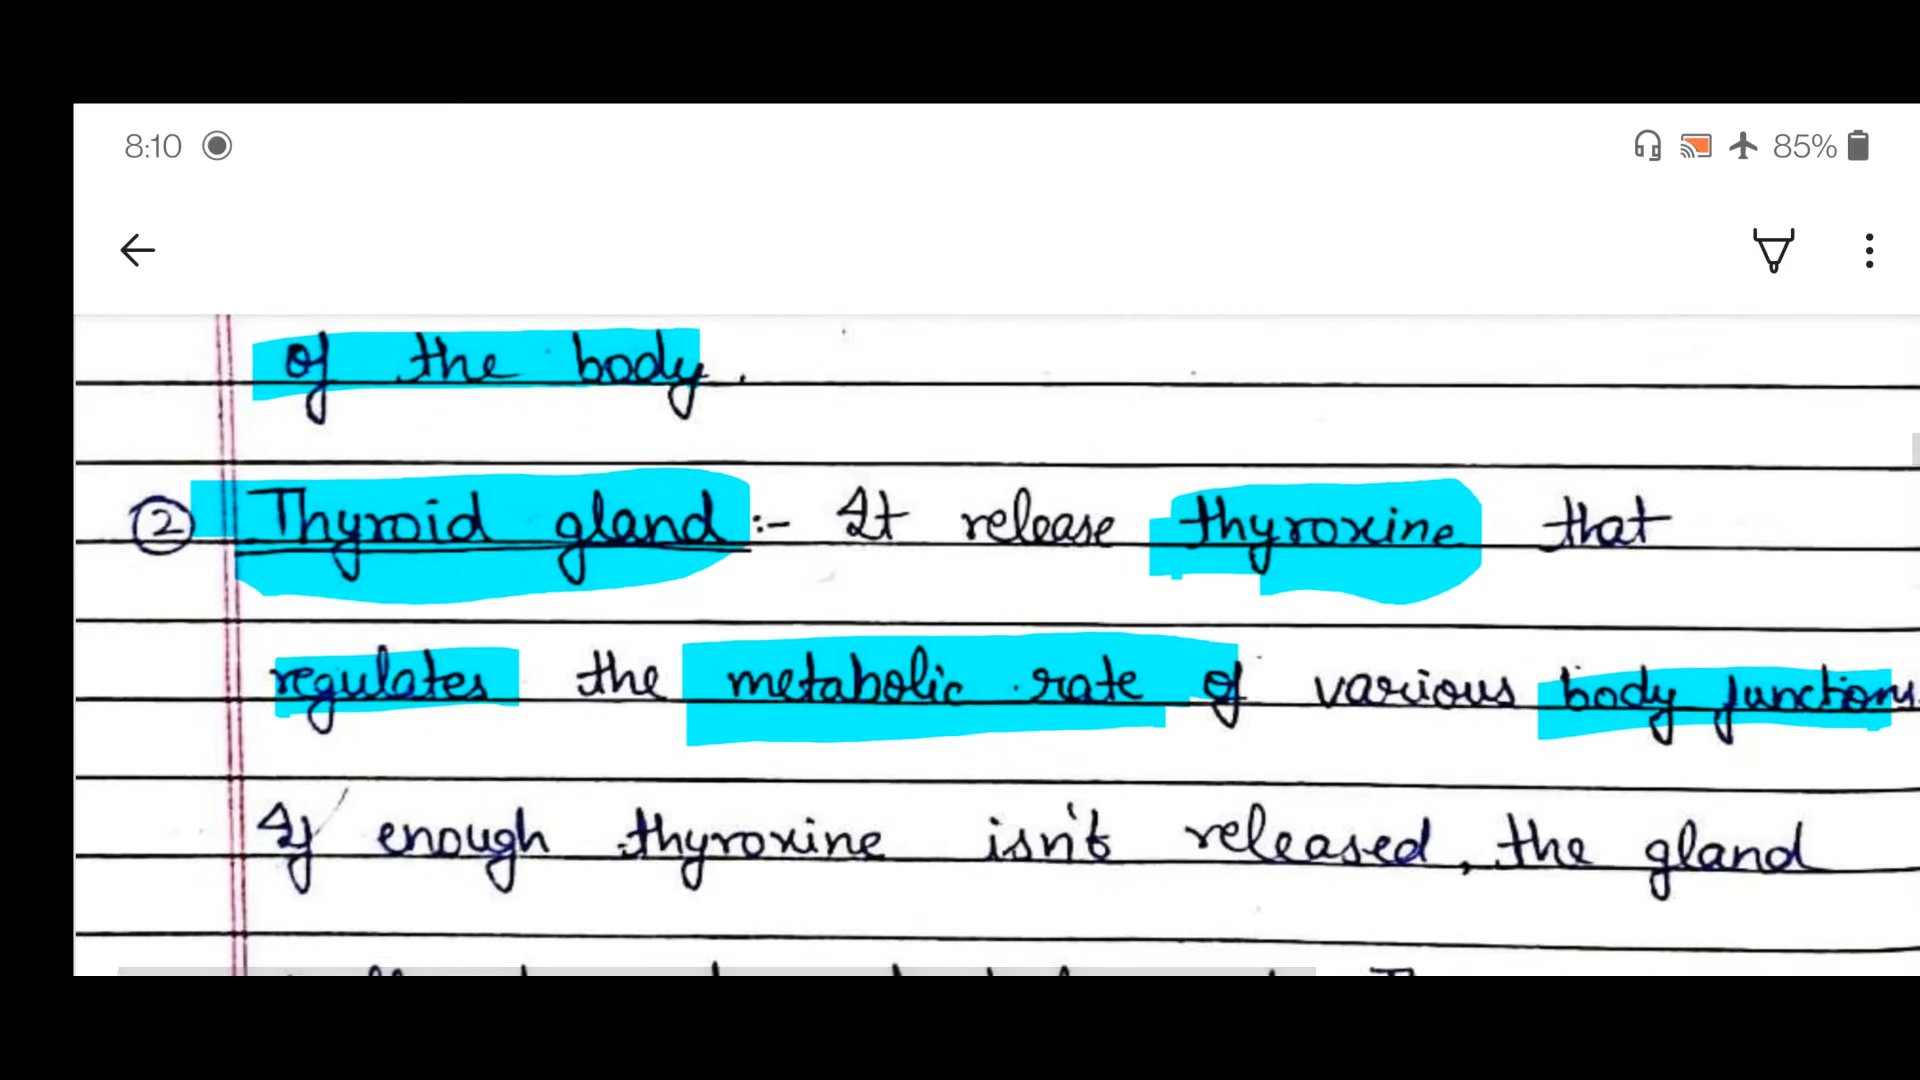 8:10 85%
of the body.
② Thyroid gland :- It release thyroxine that
regulates the metabolic rate of various body functions.
If enough thyroxine isn't released, the gland